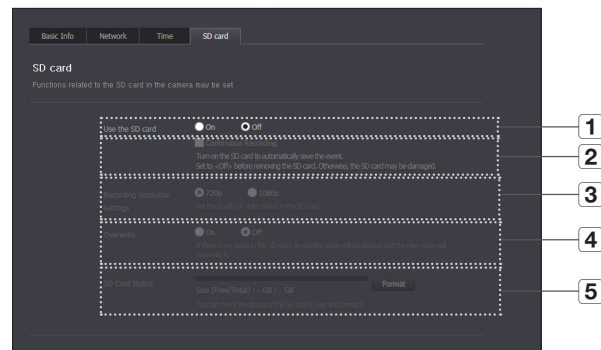 Basic Info Network Time SD card
SD card
Functions related to the SD card in the camera may be set
Use the SD card On Off 1
Continuous Recording 2
Turn on the SD card to automatically save the event.
Set to <Off> before removing the SD card. Otherwise, the SD card may be damaged.
Recording resolution settings 720p 1080p 3
Set the quality of video saved in the SD card
Overwrite On Off 4
If there is no space in the SD card, an existing video will be deleted and the new video will
overwrite it.
SD Card Status Format 5
Size (Free/Total) : - GB / - GB
You can check the status of the SD card in use and format it.